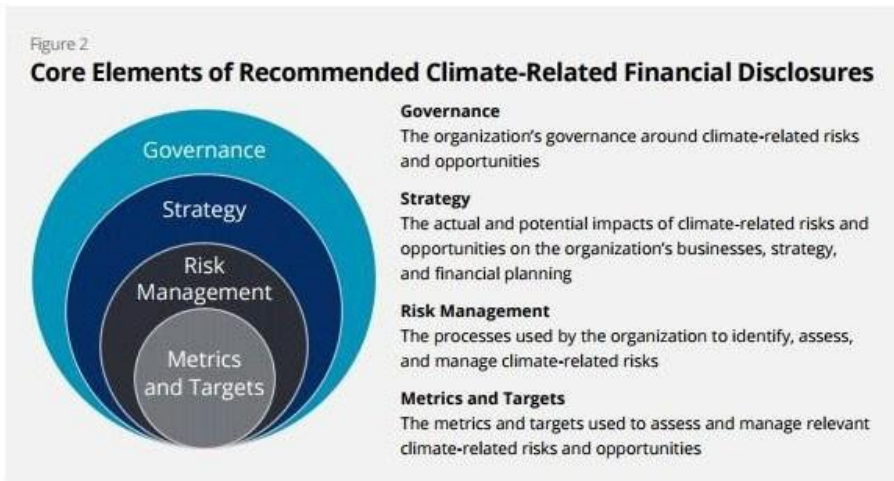 Figure 2
Core Elements of Recommended Climate-Related Financial Disclosures
Governance
Strategy
Risk
Management
Metrics
and Targets
Governance
The organization’s governance around climate-related risks
and opportunities
Strategy
The actual and potential impacts of climate-related risks and
opportunities on the organization’s businesses, strategy,
and financial planning
Risk Management
The processes used by the organization to identify, assess,
and manage climate-related risks
Metrics and Targets
The metrics and targets used to assess and manage relevant
climate-related risks and opportunities